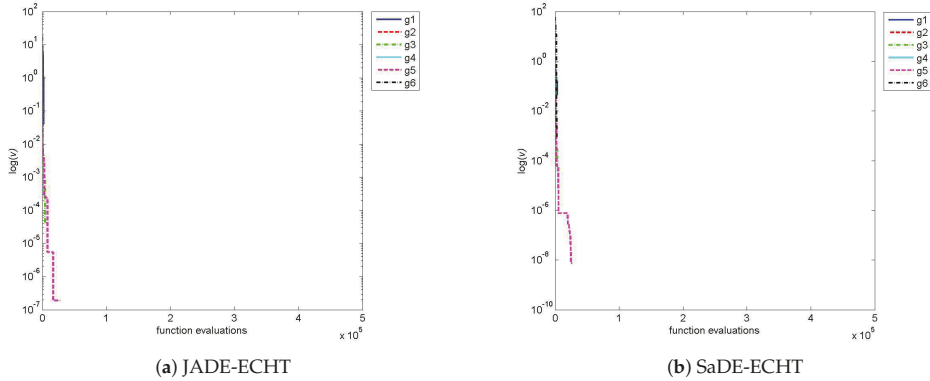 10²
10¹
10⁰
10⁻¹
10⁻²
10⁻³
10⁻⁴
10⁻⁵
10⁻⁶
10⁻⁷
log(v)
0 1 2 3 4 5
function evaluations
x 10⁵
g1
g2
g3
g4
g5
g6
(a) JADE-ECHT
10²
10⁰
10⁻²
10⁻⁴
10⁻⁶
10⁻⁸
10⁻¹⁰
log(v)
0 1 2 3 4 5
function evaluations
x 10⁵
g1
g2
g3
g4
g5
g6
(b) SaDE-ECHT